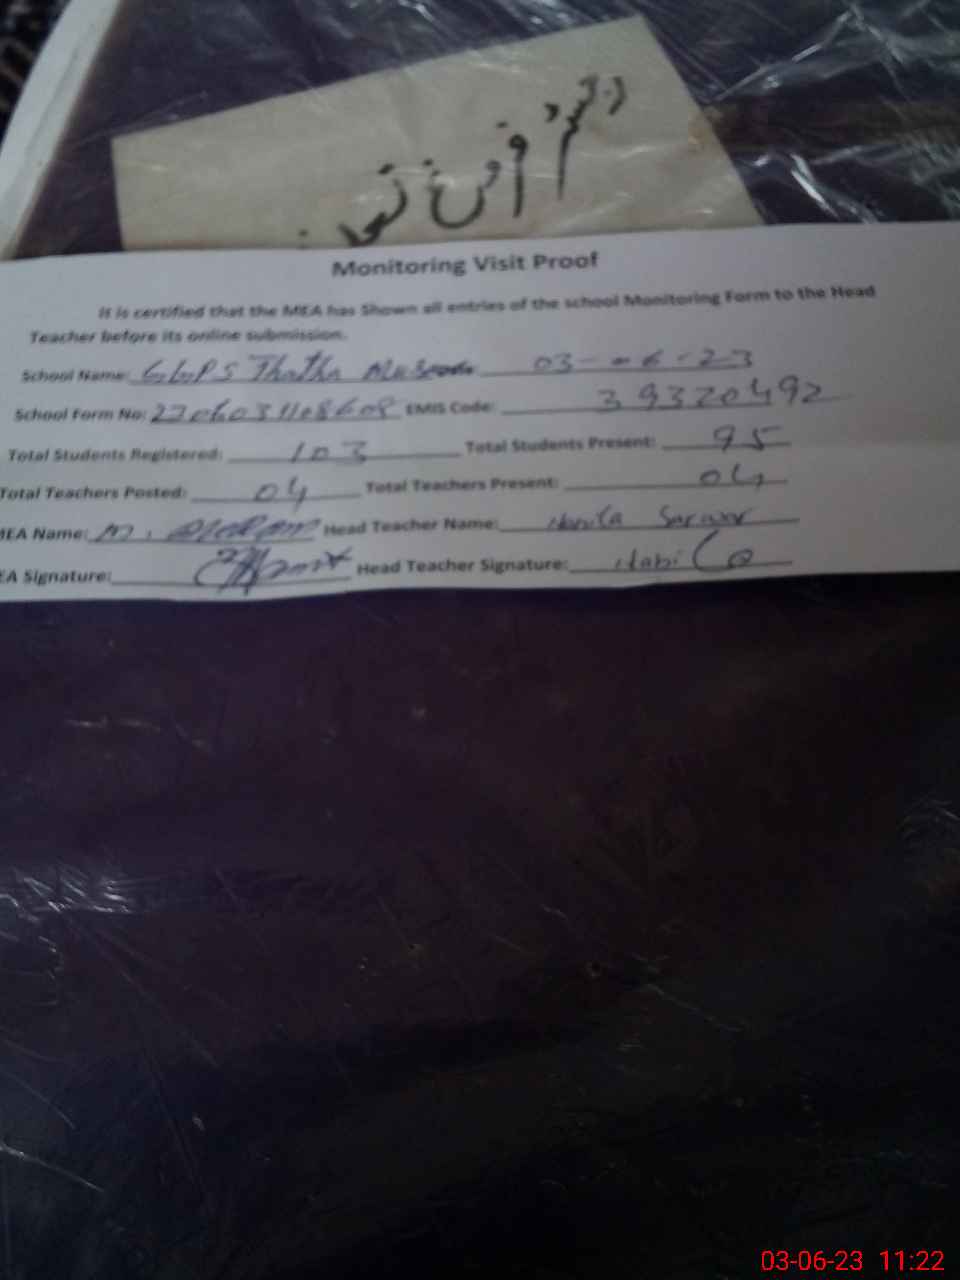 Monitoring Visit Proof
It is certified that the MEA has Shown all entries of the school Monitoring Form to the Head
Teacher before its online submission.
School Name: GGPS Thatha 03-06-23
School Form No: EMIS Code: 39320492
Total Students Registered: 103 Total Students Present: 95
Total Teachers Posted: 04 Total Teachers Present: 04
MEA Name: M. Head Teacher Name: Sarwar
EA Signature: Head Teacher Signature:
03-06-23 11:22